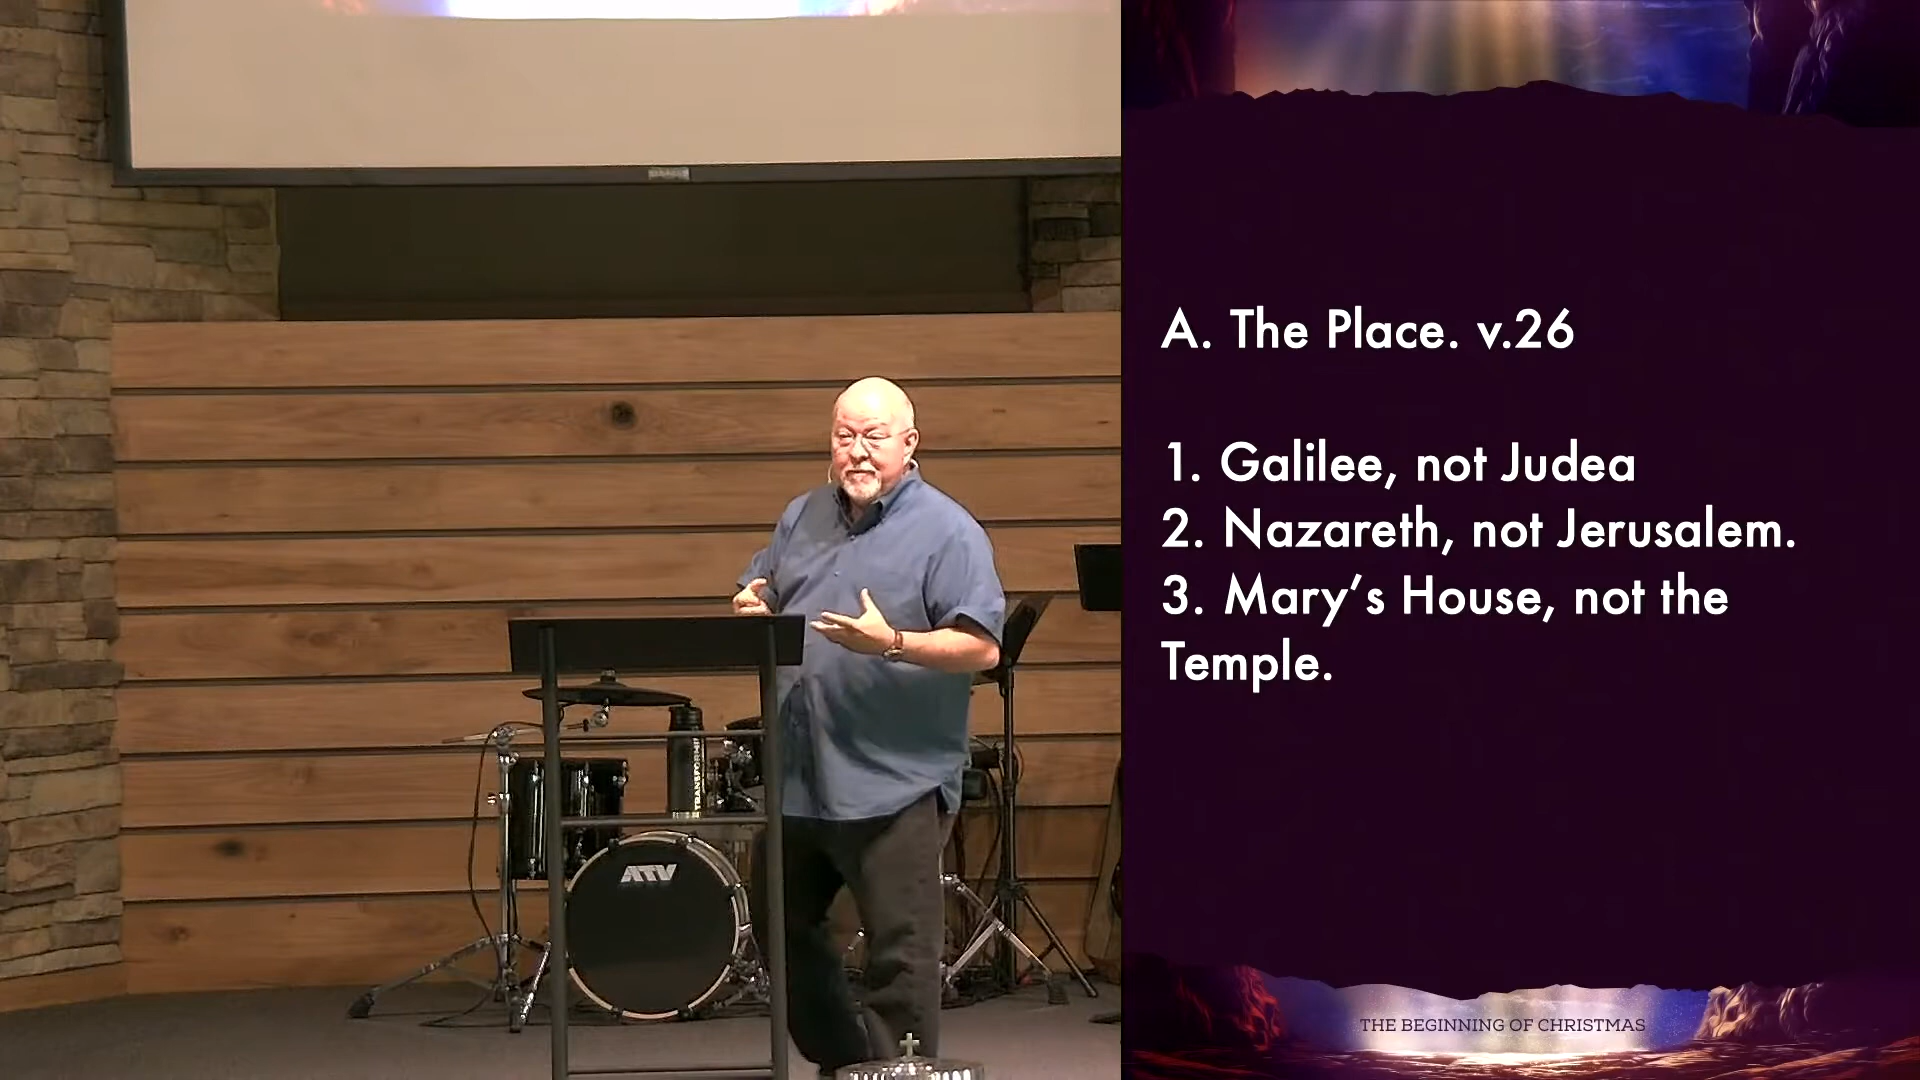 A. The Place. v.26
1. Galilee, not Judea
2. Nazareth, not Jerusalem.
3. Mary’s House, not the
Temple.
TRANSFORM
ATV
THE BEGINNING OF CHRISTMAS